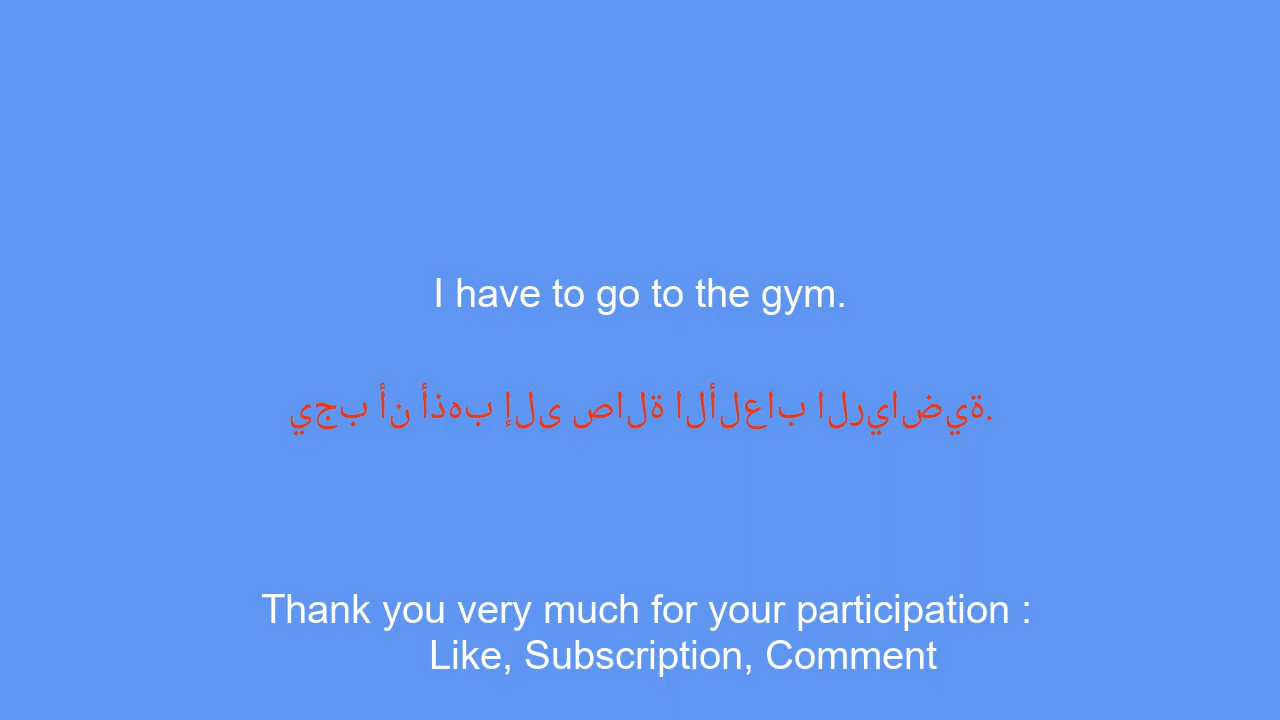 I have to go to the gym.
يجب أن أذهب إلى صالة الألعاب الرياضية.
Thank you very much for your participation :
Like, Subscription, Comment